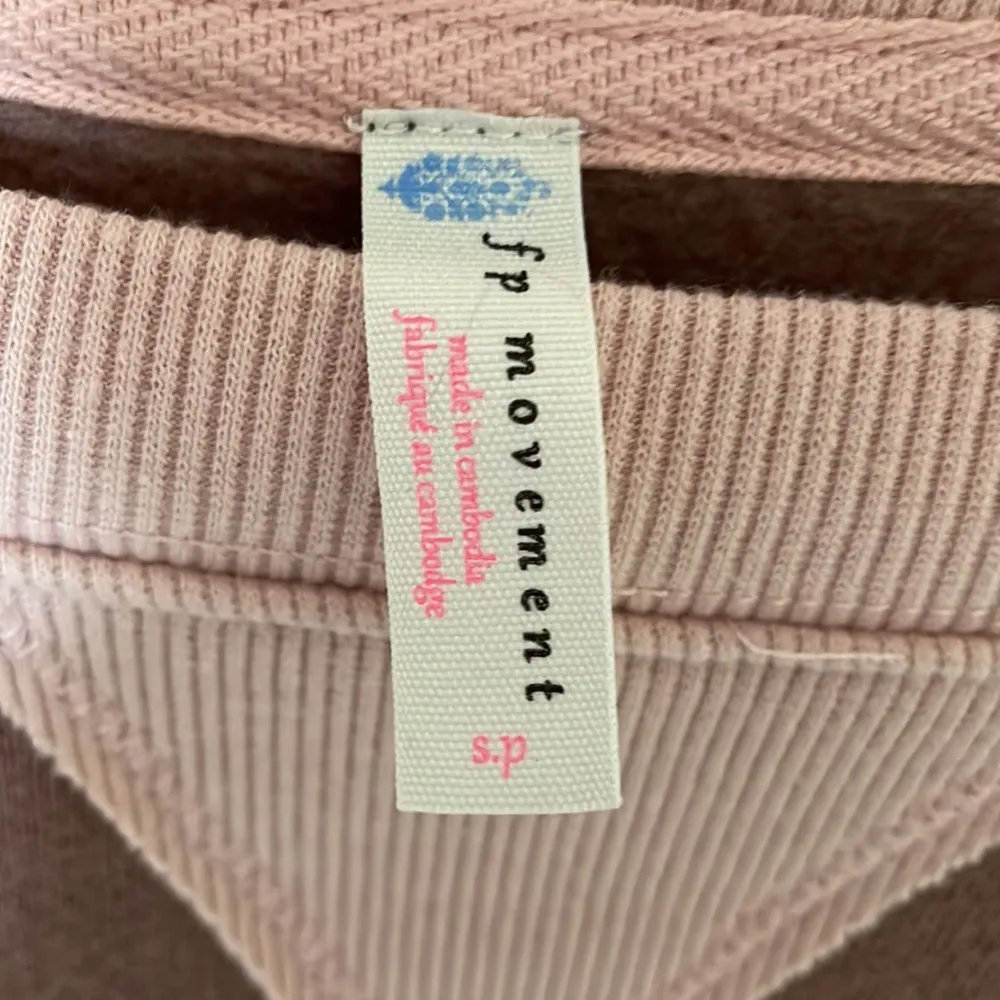 fp movement
made in cambodia
fabriqué au cambodge
s.p